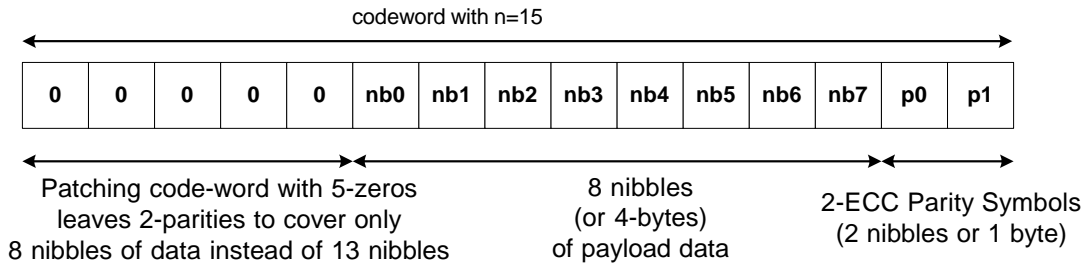 codeword with n=15
0 0 0 0 0 nb0 nb1 nb2 nb3 nb4 nb5 nb6 nb7 p0 p1
Patching code-word with 5-zeros
leaves 2-parities to cover only
8 nibbles of data instead of 13 nibbles
8 nibbles
(or 4-bytes)
of payload data
2-ECC Parity Symbols
(2 nibbles or 1 byte)